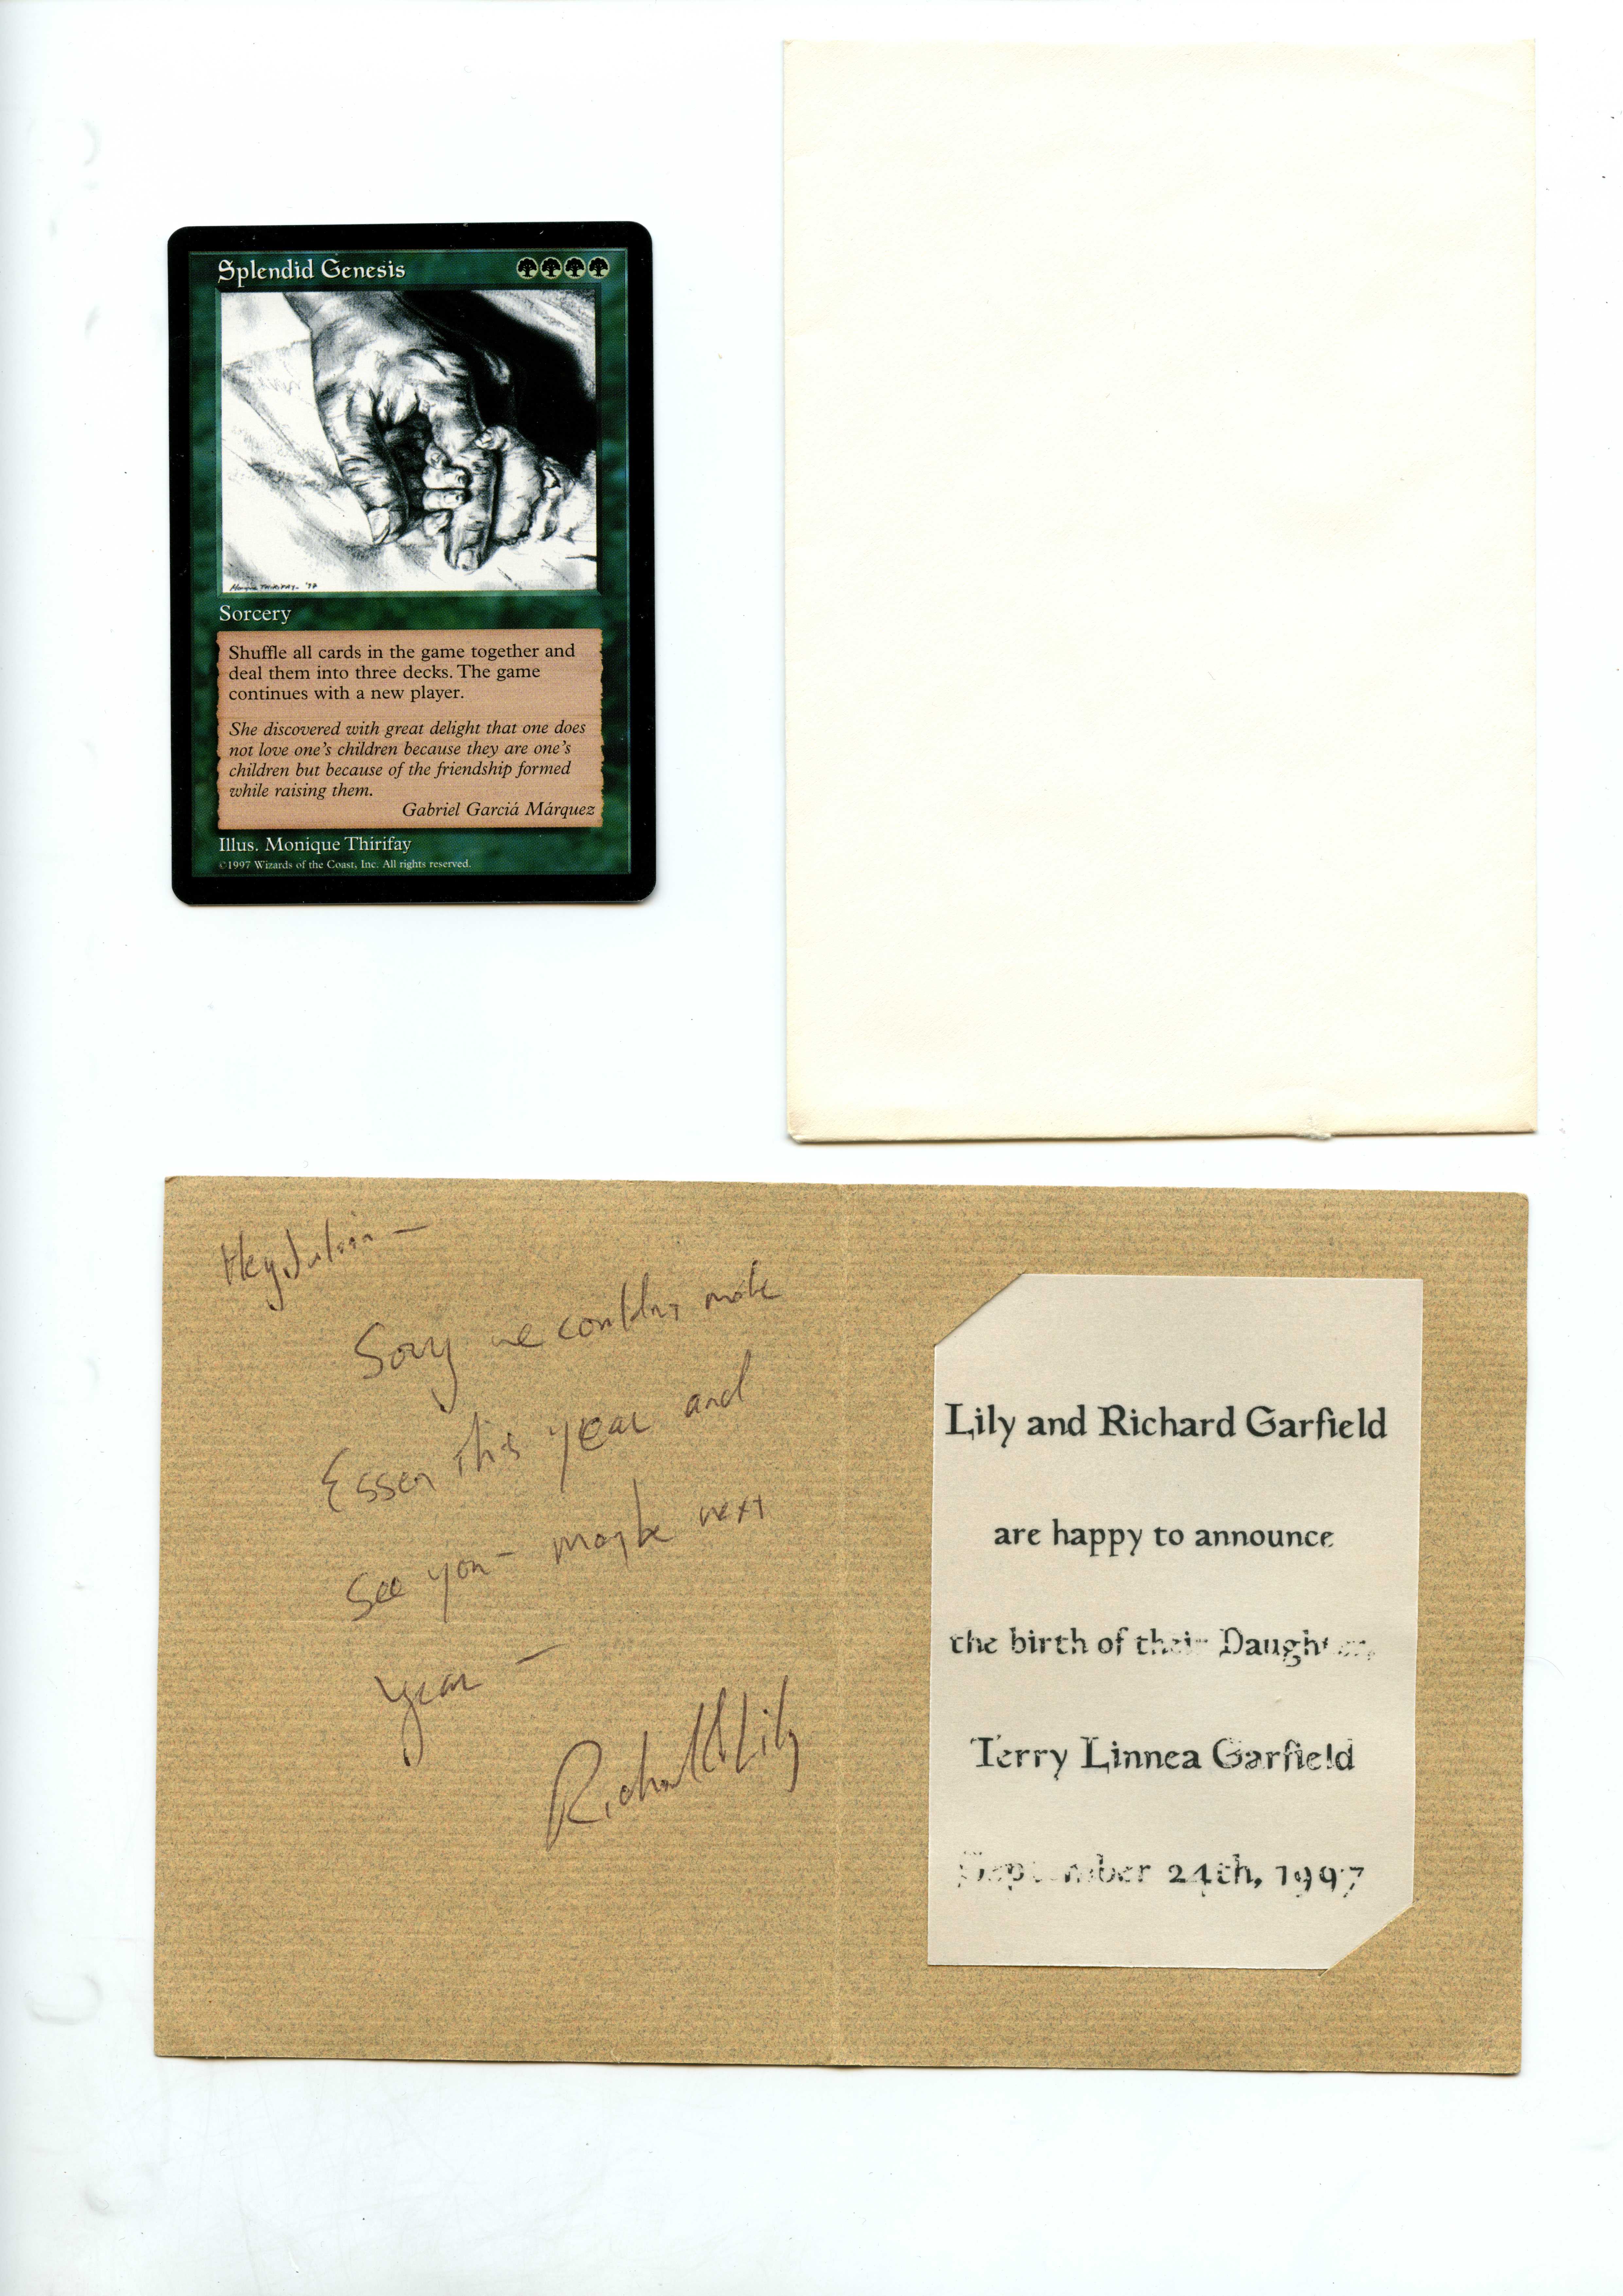 Splendid Genesis
Monique Thirifay. '97
Sorcery
Shuffle all cards in the game together and
deal them into three decks. The game
continues with a new player.
She discovered with great delight that one does
not love one's children because they are one's
children but because of the friendship formed
while raising them.
Gabriel Garciá Márquez
Illus. Monique Thirifay
©1997 Wizards of the Coast, Inc. All rights reserved.
Hey Julian —
Sorry we couldn't make
Essen this year and
see you — maybe next
year —
Richard & Lily
Lily and Richard Garfield
are happy to announce
the birth of their Daughter,
Terry Linnea Garfield
September 24th, 1997